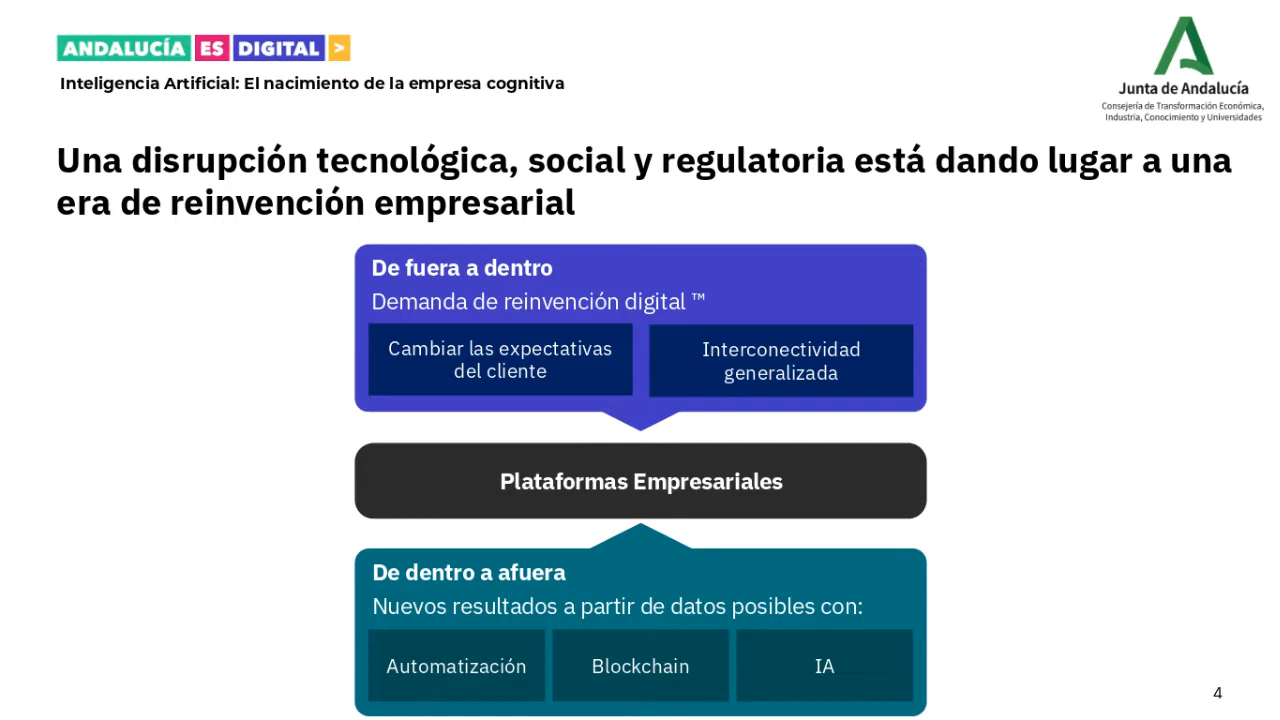 ANDALUCÍA ES DIGITAL >
Inteligencia Artificial: El nacimiento de la empresa cognitiva
Junta de Andalucía
Consejería de Transformación Económica,
Industria, Conocimiento y Universidades
Una disrupción tecnológica, social y regulatoria está dando lugar a una
era de reinvención empresarial
De fuera a dentro
Demanda de reinvención digital ™
Cambiar las expectativas
del cliente
Interconectividad
generalizada
Plataformas Empresariales
De dentro a afuera
Nuevos resultados a partir de datos posibles con:
Automatización
Blockchain
IA
4